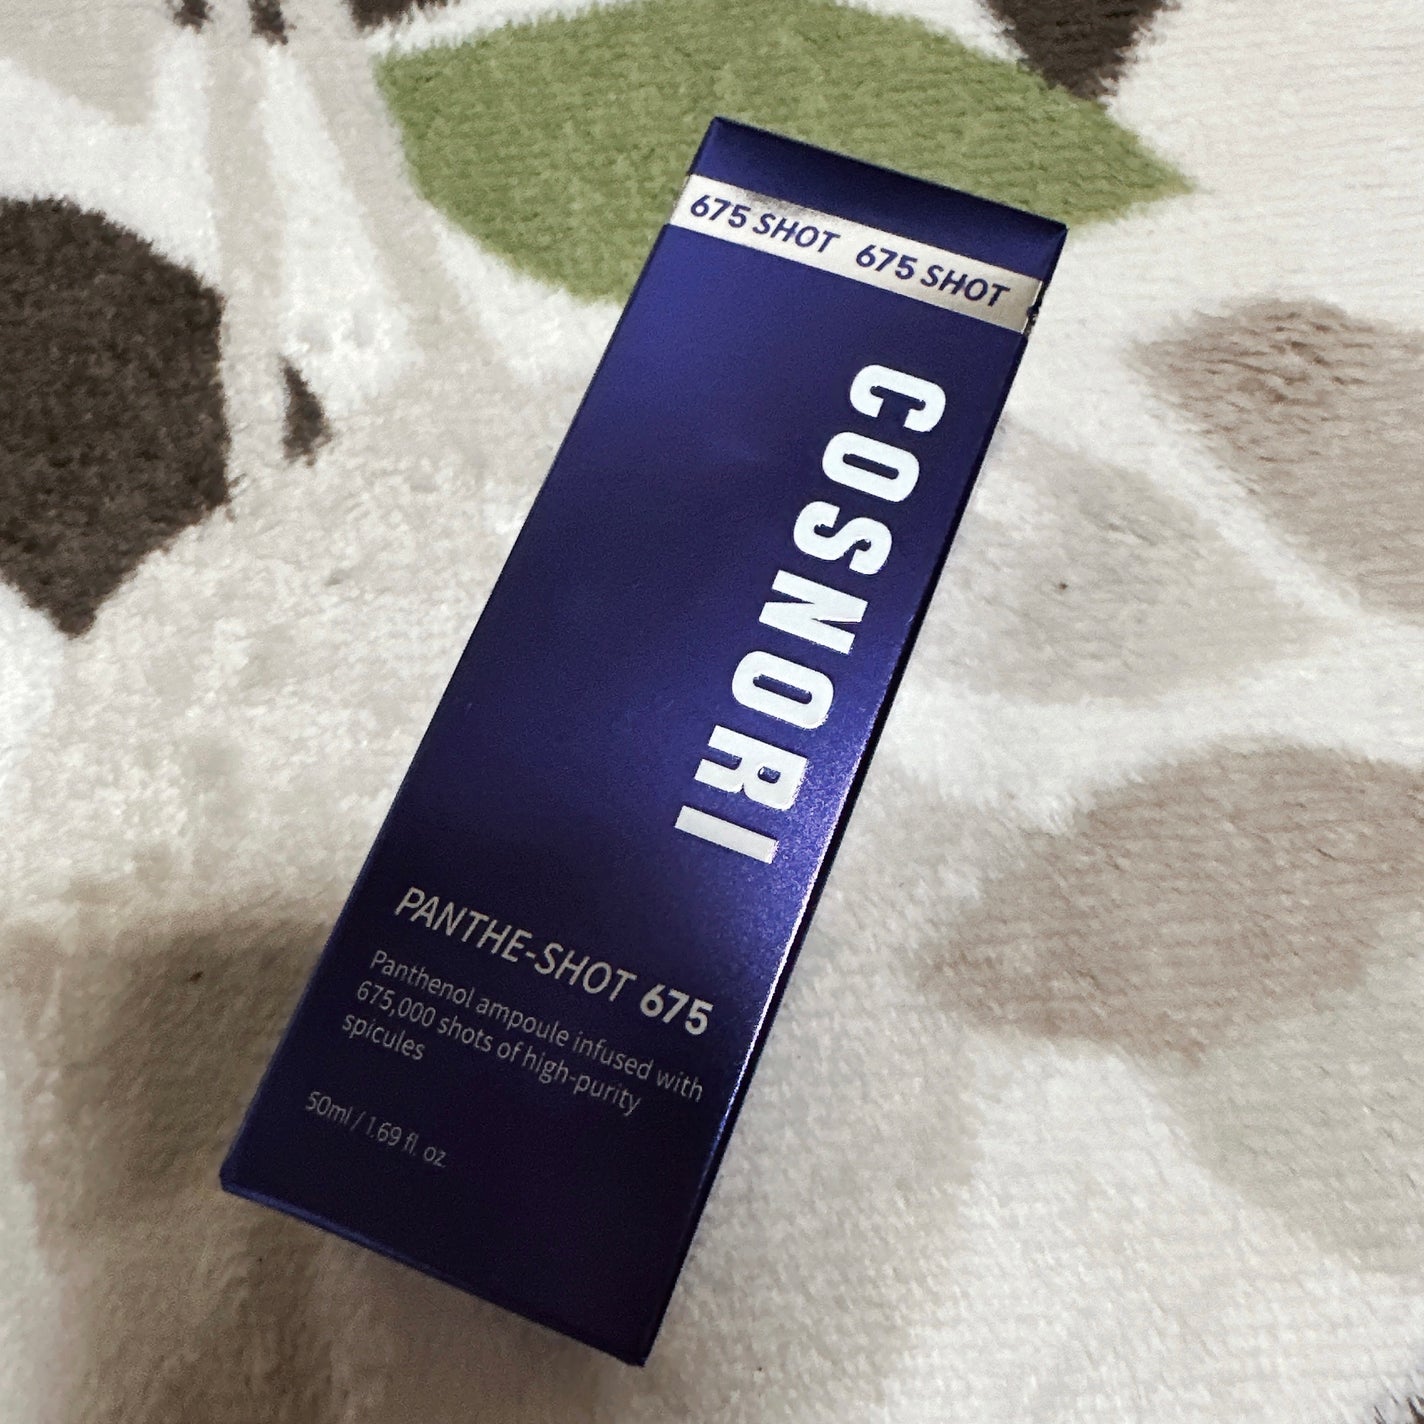 675 SHOT 675 SHOT
COSNORI
PANTHE-SHOT 675
Panthenol ampoule infused with
675,000 shots of high-purity
spicules
50ml / 1.69 fl. oz.